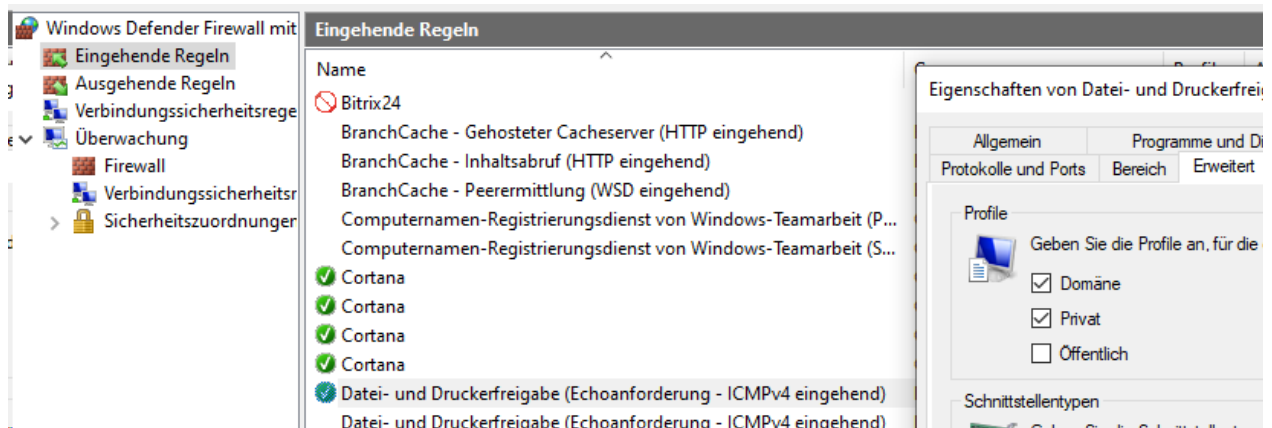 Windows Defender Firewall mit
Eingehende Regeln
Ausgehende Regeln
Verbindungssicherheitsrege
Überwachung
Firewall
Verbindungssicherheitsr
Sicherheitszuordnunger
Eingehende Regeln
Name
Bitrix24
BranchCache - Gehosteter Cacheserver (HTTP eingehend)
BranchCache - Inhaltsabruf (HTTP eingehend)
BranchCache - Peerermittlung (WSD eingehend)
Computernamen-Registrierungsdienst von Windows-Teamarbeit (P...
Computernamen-Registrierungsdienst von Windows-Teamarbeit (S...
Cortana
Cortana
Cortana
Cortana
Datei- und Druckerfreigabe (Echoanforderung - ICMPv4 eingehend)
Datei- und Druckerfreigabe (Echoanforderung - ICMPv4 eingehend)
Eigenschaften von Datei- und Druckerfrei
Allgemein Programme und Di
Protokolle und Ports Bereich Erweitert
Profile
Geben Sie die Profile an, für die
Domäne
Privat
Öffentlich
Schnittstellentypen